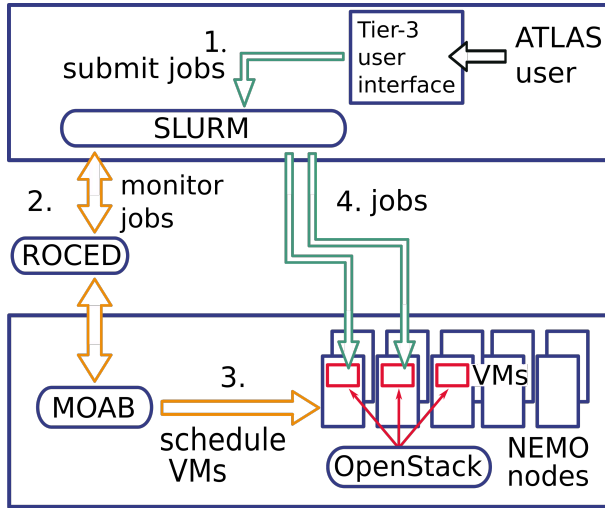 1.
submit jobs
Tier-3
user
interface
ATLAS
user
SLURM
2.
monitor
jobs
4. jobs
ROCED
MOAB
3.
schedule
VMs
VMs
OpenStack
NEMO
nodes